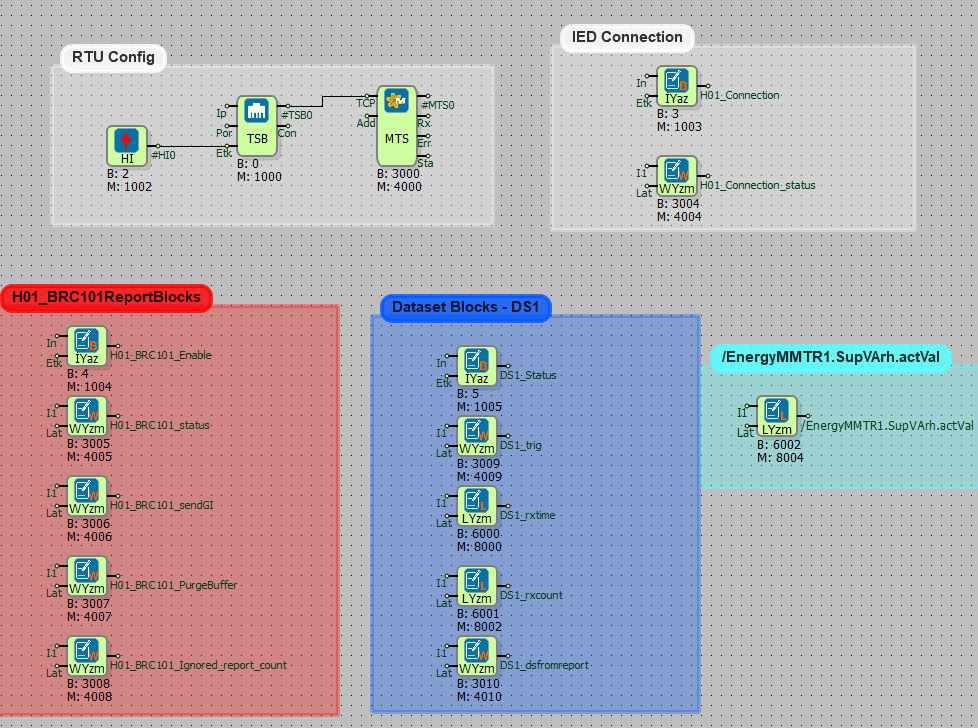 RTU Config
Ip
Por
Etk
TSB
#TSB0
Con
B: 0
M: 1000
HI
#HI0
B: 2
M: 1002
TCP
Add
MTS
#MTS0
Rx
Err
Sta
B: 3000
M: 4000
IED Connection
In
Etk
IYaz
H01_Connection
B: 3
M: 1003
I1
Lat
WYzm
H01_Connection_status
B: 3004
M: 4004
H01_BRC101ReportBlocks
In
Etk
IYaz
H01_BRC101_Enable
B: 4
M: 1004
I1
Lat
WYzm
H01_BRC101_status
B: 3005
M: 4005
I1
Lat
WYzm
H01_BRC101_sendGI
B: 3006
M: 4006
I1
Lat
WYzm
H01_BRC101_PurgeBuffer
B: 3007
M: 4007
I1
Lat
WYzm
H01_BRC101_Ignored_report_count
B: 3008
M: 4008
Dataset Blocks - DS1
In
Etk
IYaz
DS1_Status
B: 5
M: 1005
I1
Lat
WYzm
DS1_trig
B: 3009
M: 4009
I1
Lat
LYzm
DS1_rxtime
B: 6000
M: 8000
I1
Lat
LYzm
DS1_rxcount
B: 6001
M: 8002
I1
Lat
WYzm
DS1_dsfromreport
B: 3010
M: 4010
/EnergyMMTR1.SupVArh.actVal
I1
Lat
LYzm
/EnergyMMTR1.SupVArh.actVal
B: 6002
M: 8004